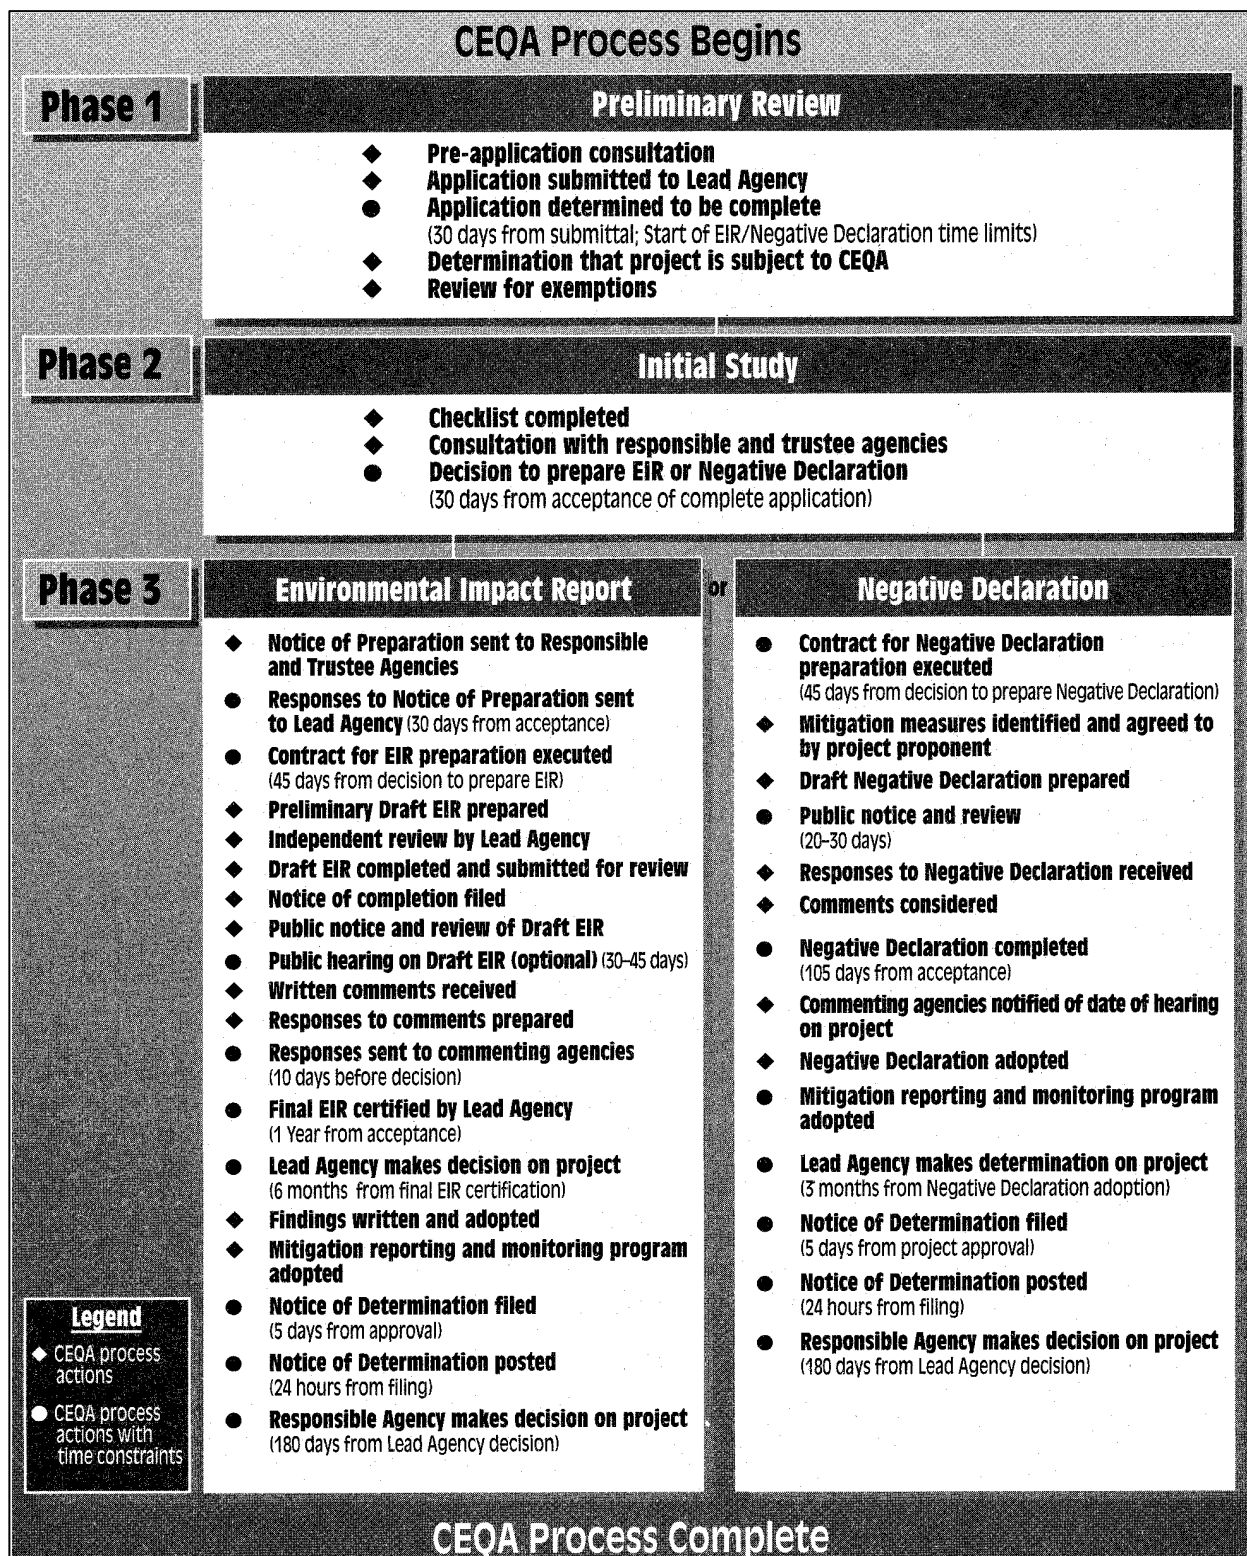 CEQA Process Begins
Phase 1
Preliminary Review
◆ Pre-application consultation
◆ Application submitted to Lead Agency
● Application determined to be complete
(30 days from submittal; Start of EIR/Negative Declaration time limits)
◆ Determination that project is subject to CEQA
◆ Review for exemptions
Phase 2
Initial Study
◆ Checklist completed
◆ Consultation with responsible and trustee agencies
● Decision to prepare EIR or Negative Declaration
(30 days from acceptance of complete application)
Phase 3
Environmental Impact Report
◆ Notice of Preparation sent to Responsible
and Trustee Agencies
● Responses to Notice of Preparation sent
to Lead Agency (30 days from acceptance)
● Contract for EIR preparation executed
(45 days from decision to prepare EIR)
◆ Preliminary Draft EIR prepared
◆ Independent review by Lead Agency
◆ Draft EIR completed and submitted for review
◆ Notice of completion filed
◆ Public notice and review of Draft EIR
● Public hearing on Draft EIR (optional) (30–45 days)
◆ Written comments received
◆ Responses to comments prepared
● Responses sent to commenting agencies
(10 days before decision)
● Final EIR certified by Lead Agency
(1 Year from acceptance)
● Lead Agency makes decision on project
(6 months from final EIR certification)
◆ Findings written and adopted
◆ Mitigation reporting and monitoring program
adopted
● Notice of Determination filed
(5 days from approval)
● Notice of Determination posted
(24 hours from filing)
● Responsible Agency makes decision on project
(180 days from Lead Agency decision)
or
Negative Declaration
● Contract for Negative Declaration
preparation executed
(45 days from decision to prepare Negative Declaration)
◆ Mitigation measures identified and agreed to
by project proponent
◆ Draft Negative Declaration prepared
● Public notice and review
(20–30 days)
◆ Responses to Negative Declaration received
◆ Comments considered
● Negative Declaration completed
(105 days from acceptance)
◆ Commenting agencies notified of date of hearing
on project
◆ Negative Declaration adopted
● Mitigation reporting and monitoring program
adopted
● Lead Agency makes determination on project
(3 months from Negative Declaration adoption)
● Notice of Determination filed
(5 days from project approval)
● Notice of Determination posted
(24 hours from filing)
● Responsible Agency makes decision on project
(180 days from Lead Agency decision)
Legend
◆ CEQA process
actions
● CEQA process
actions with
time constraints
CEQA Process Complete